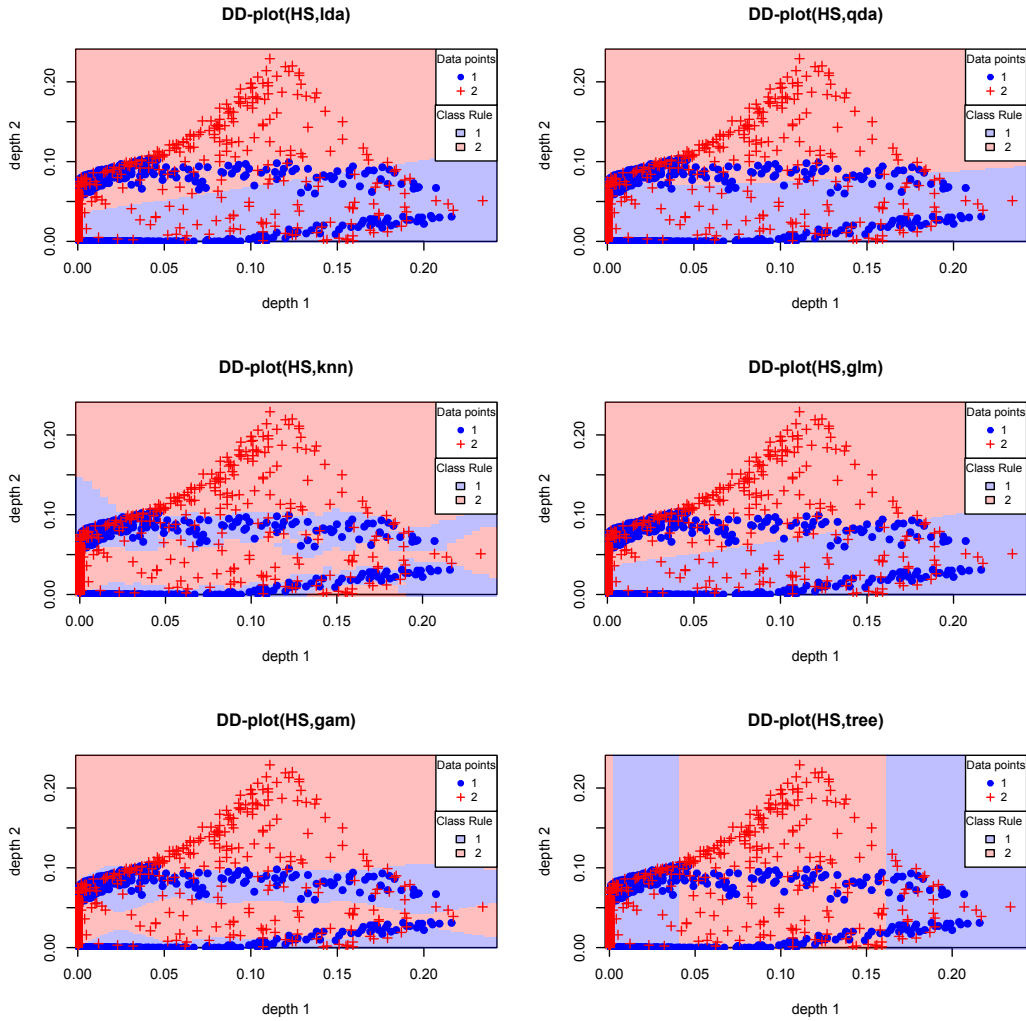 DD-plot(HS,lda)
depth 2
0.00 0.10 0.20
0.00 0.05 0.10 0.15 0.20
depth 1
Data points
1
2
Class Rule
1
2
DD-plot(HS,qda)
depth 2
0.00 0.10 0.20
0.00 0.05 0.10 0.15 0.20
depth 1
Data points
1
2
Class Rule
1
2
DD-plot(HS,knn)
depth 2
0.00 0.10 0.20
0.00 0.05 0.10 0.15 0.20
depth 1
Data points
1
2
Class Rule
1
2
DD-plot(HS,glm)
depth 2
0.00 0.10 0.20
0.00 0.05 0.10 0.15 0.20
depth 1
Data points
1
2
Class Rule
1
2
DD-plot(HS,gam)
depth 2
0.00 0.10 0.20
0.00 0.05 0.10 0.15 0.20
depth 1
Data points
1
2
Class Rule
1
2
DD-plot(HS,tree)
depth 2
0.00 0.10 0.20
0.00 0.05 0.10 0.15 0.20
depth 1
Data points
1
2
Class Rule
1
2